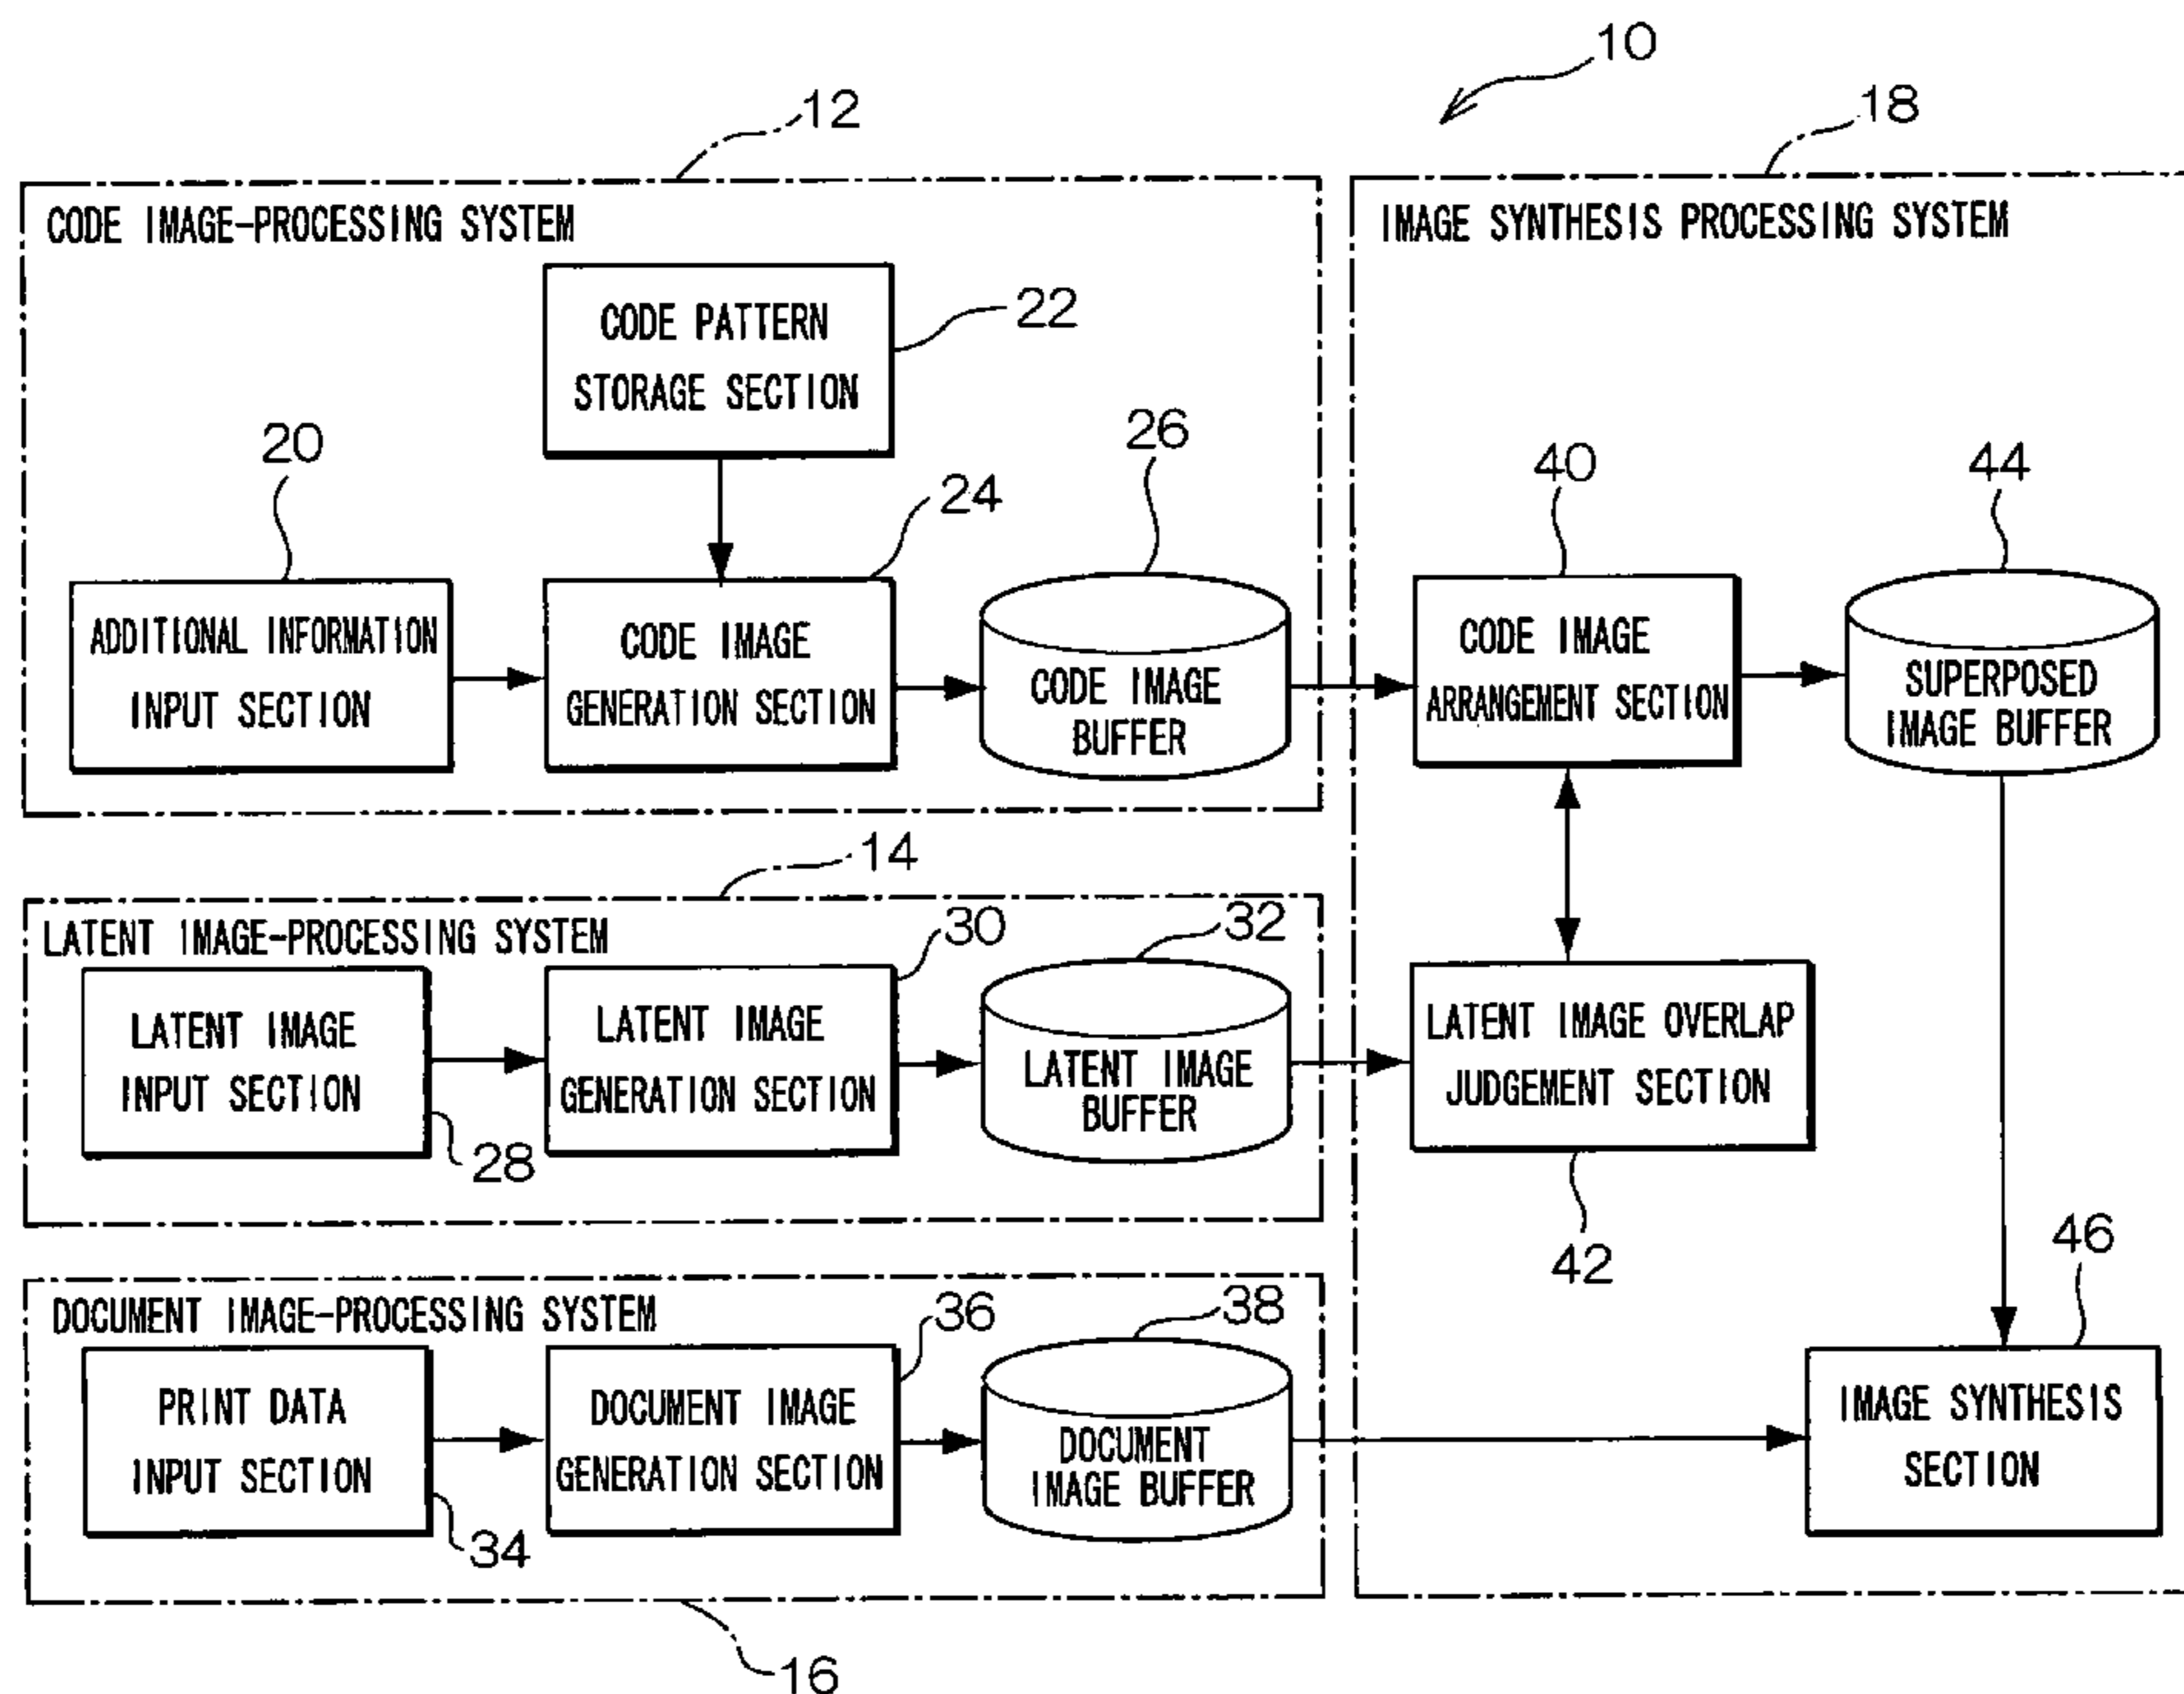 10
12
18
CODE IMAGE-PROCESSING SYSTEM
IMAGE SYNTHESIS PROCESSING SYSTEM
CODE PATTERN
STORAGE SECTION
22
20
24
26
40
44
ADDITIONAL INFORMATION
INPUT SECTION
CODE IMAGE
GENERATION SECTION
CODE IMAGE
BUFFER
CODE IMAGE
ARRANGEMENT SECTION
SUPERPOSED
IMAGE BUFFER
14
LATENT IMAGE-PROCESSING SYSTEM
30
32
LATENT IMAGE
INPUT SECTION
28
LATENT IMAGE
GENERATION SECTION
LATENT IMAGE
BUFFER
LATENT IMAGE OVERLAP
JUDGEMENT SECTION
42
46
DOCUMENT IMAGE-PROCESSING SYSTEM
36
38
PRINT DATA
INPUT SECTION
34
DOCUMENT IMAGE
GENERATION SECTION
DOCUMENT
IMAGE BUFFER
IMAGE SYNTHESIS
SECTION
16